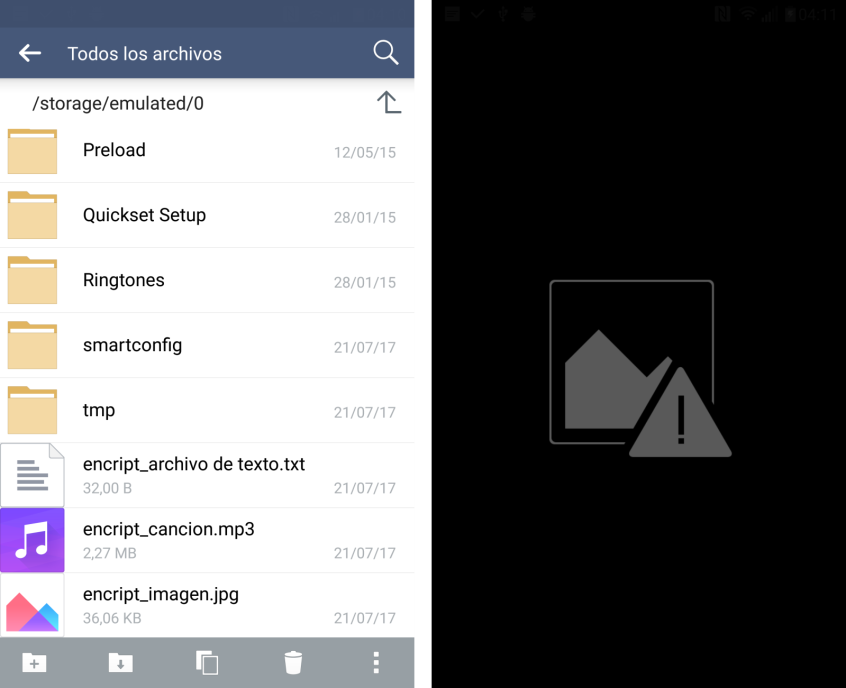 Todos los archivos
/storage/emulated/0
Preload
12/05/15
Quickset Setup
28/01/15
Ringtones
28/01/15
smartconfig
21/07/17
tmp
21/07/17
encript_archivo de texto.txt
32,00 B
21/07/17
encript_cancion.mp3
2,27 MB
21/07/17
encript_imagen.jpg
36,06 KB
21/07/17
04:11